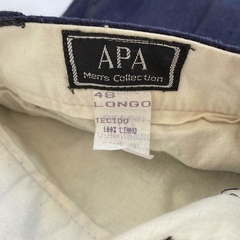 APA
Men's Collection
48
LONGO
TECIDO
100% LINHO